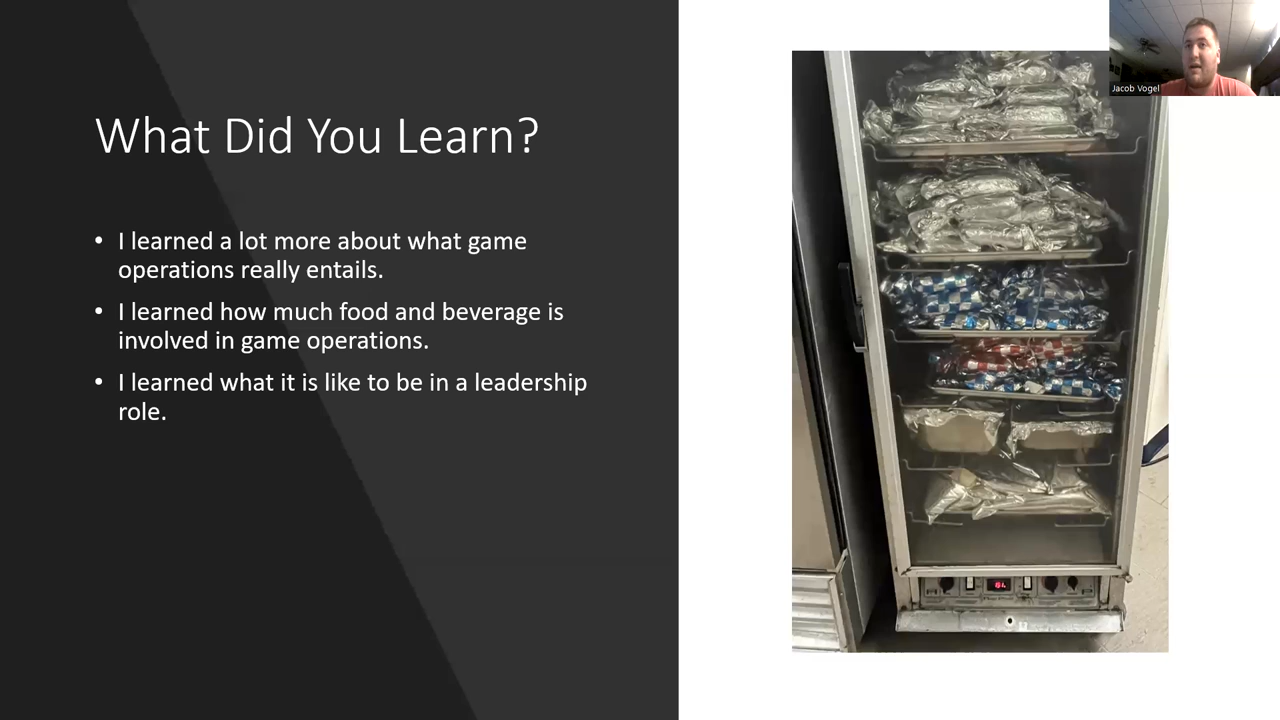 Jacob Vogel
What Did You Learn?
• I learned a lot more about what game
operations really entails.
• I learned how much food and beverage is
involved in game operations.
• I learned what it is like to be in a leadership
role.